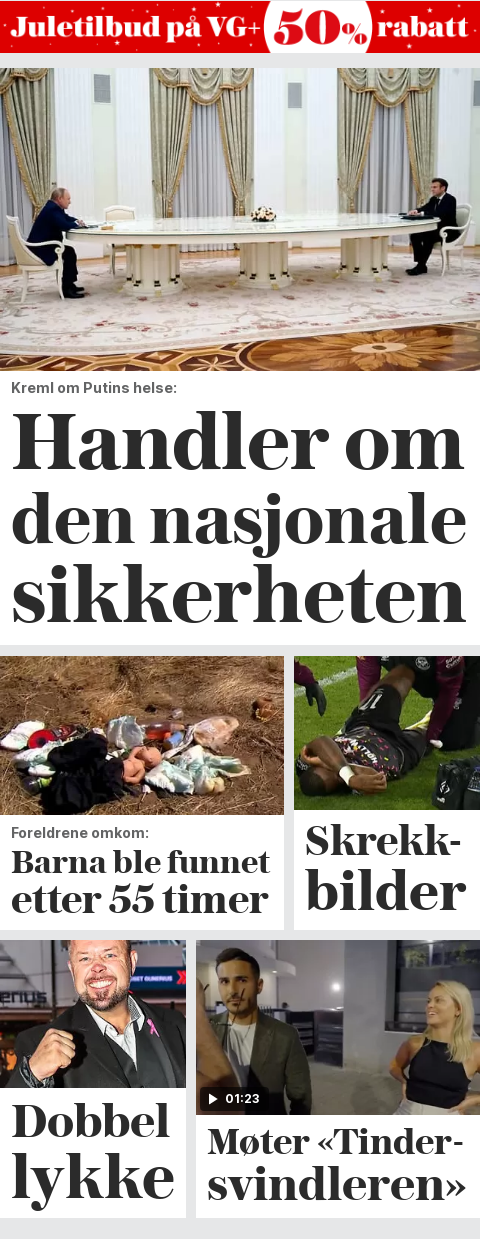 Juletilbud på VG+ 50% rabatt
Kreml om Putins helse:
Handler om
den nasjonale
sikkerheten
Foreldrene omkom:
Barna ble funnet
etter 55 timer
Skrekk-
bilder
Dobbel
lykke
01:23
Møter «Tinder-
svindleren»